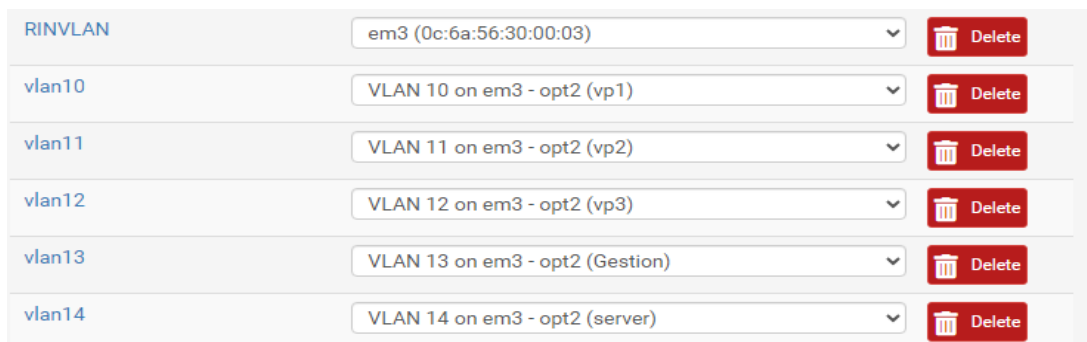 RINVLAN em3 (0c:6a:56:30:00:03) Delete
vlan10 VLAN 10 on em3 - opt2 (vp1) Delete
vlan11 VLAN 11 on em3 - opt2 (vp2) Delete
vlan12 VLAN 12 on em3 - opt2 (vp3) Delete
vlan13 VLAN 13 on em3 - opt2 (Gestion) Delete
vlan14 VLAN 14 on em3 - opt2 (server) Delete